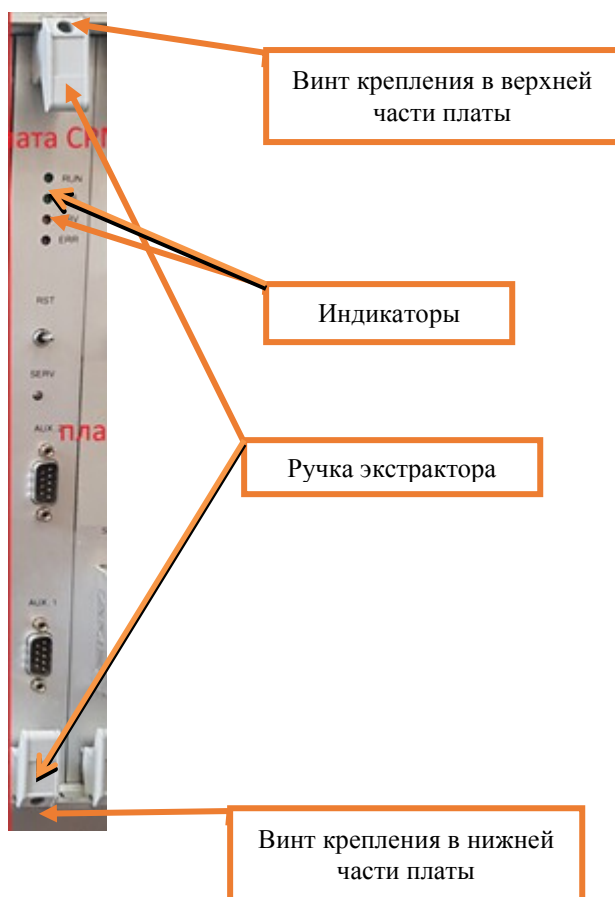 Винт крепления в верхней
части платы
RUN
ERR
Индикаторы
RST
SERV
AUX. 2
Ручка экстрактора
AUX. 1
Винт крепления в нижней
части платы